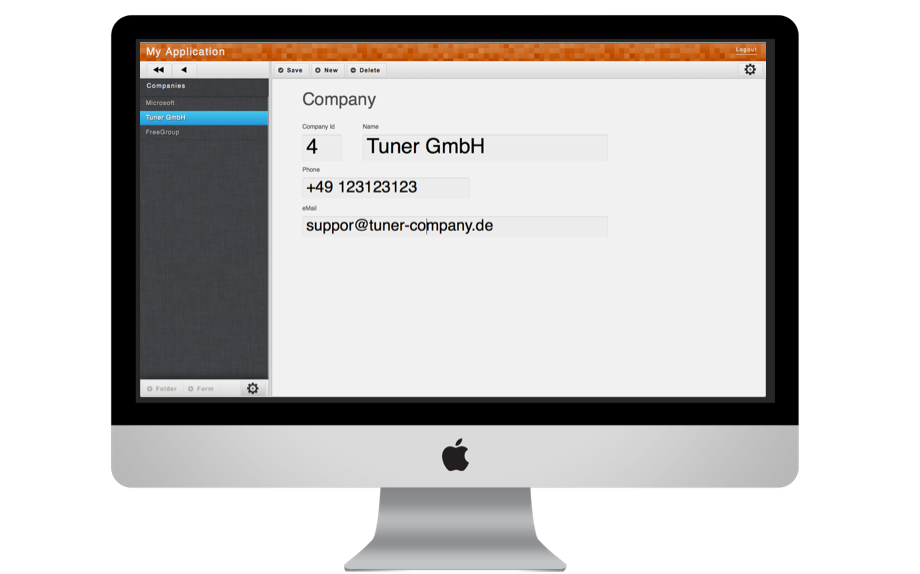 My Application
Logout
Save New Delete
Companies
Microsoft
Tuner GmbH
FreeGroup
Folder Form
Company
Company Id Name
4 Tuner GmbH
Phone
+49 123123123
eMail
suppor@tuner-company.de